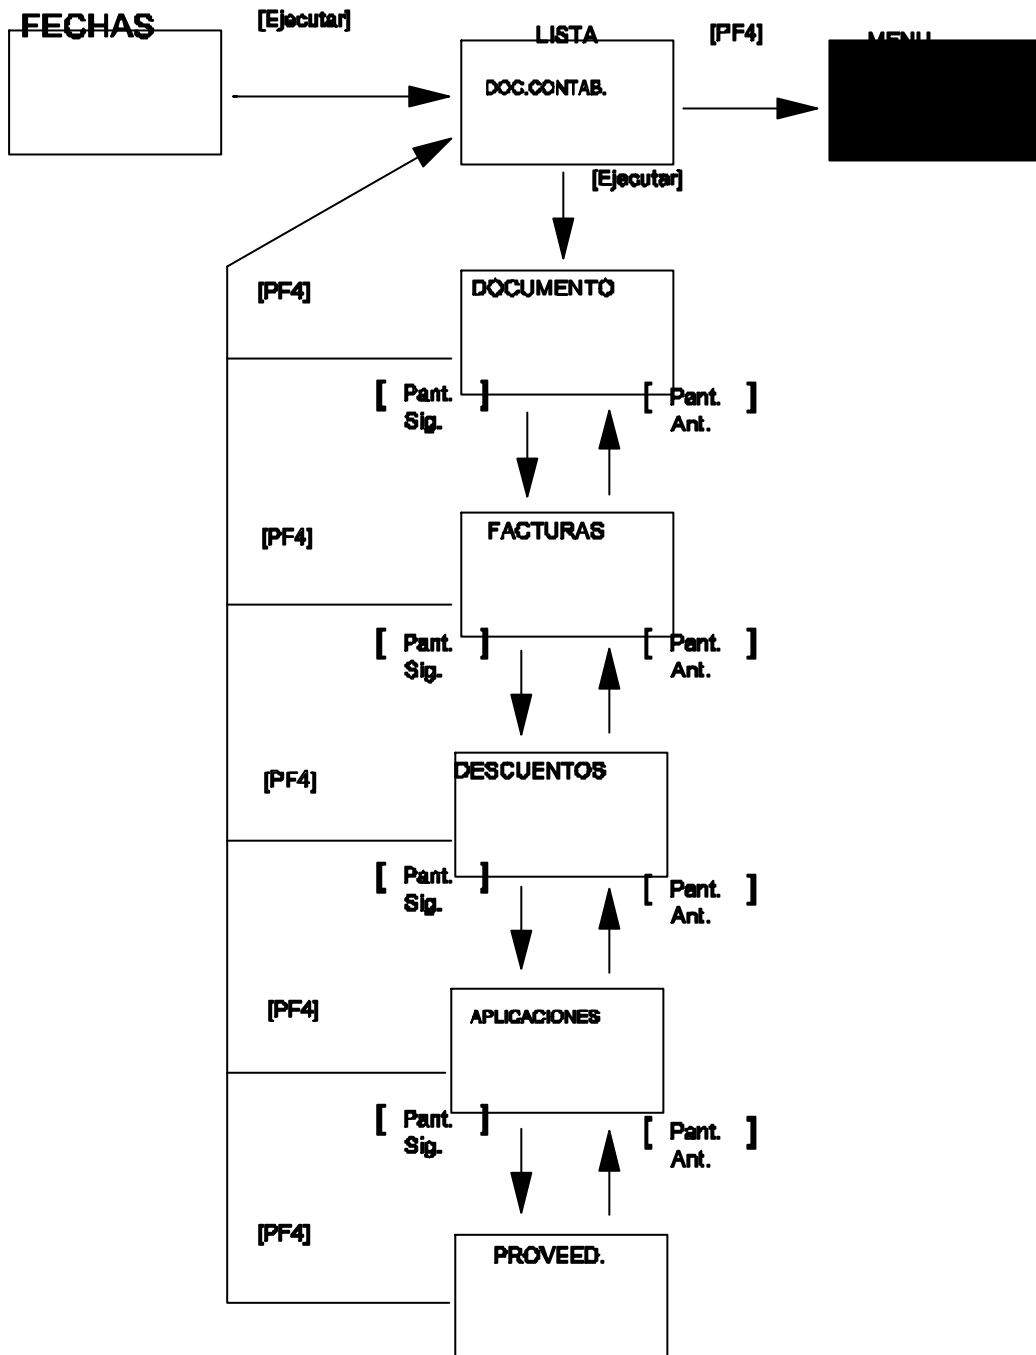 FECHAS
[Ejecutar]
LISTA
[PF4]
MENU
DOC.CONTAB.
[Ejecutar]
[PF4]
DOCUMENTO
[ Pant. ]
Sig.
[ Pant. ]
Ant.
[PF4]
FACTURAS
[ Pant. ]
Sig.
[ Pant. ]
Ant.
[PF4]
DESCUENTOS
[ Pant. ]
Sig.
[ Pant. ]
Ant.
[PF4]
APLICACIONES
[ Pant. ]
Sig.
[ Pant. ]
Ant.
[PF4]
PROVEED.